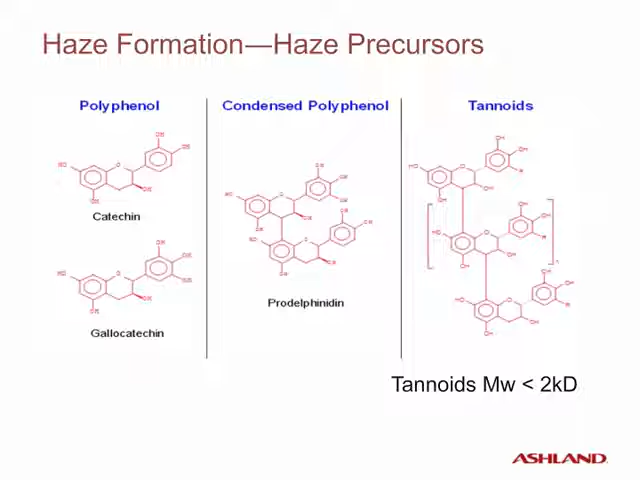 Haze Formation—Haze Precursors
Polyphenol
Condensed Polyphenol
Tannoids
Catechin
Gallocatechin
Prodelphinidin
Tannoids Mw < 2kD
ASHLAND